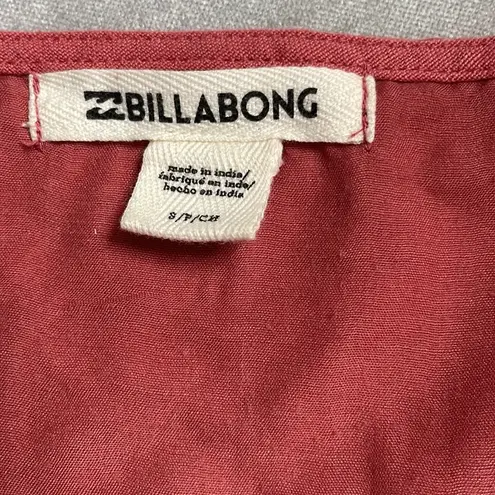 BILLABONG
made in india/
fabriqué en inde/
hecho en india
S/P/CH